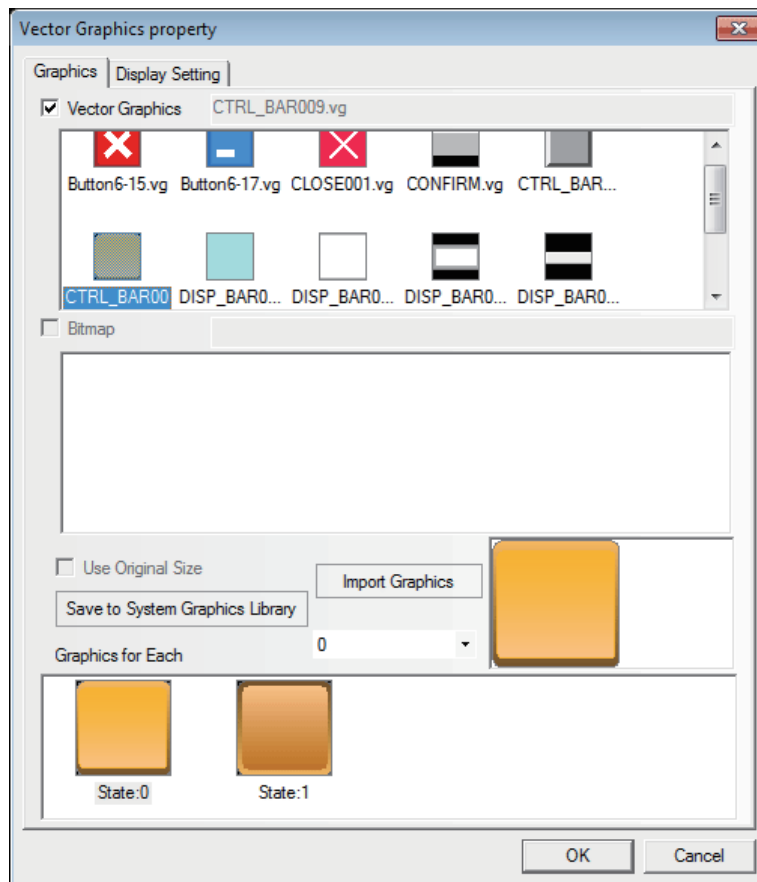 Vector Graphics property
Graphics Display Setting
Vector Graphics CTRL_BAR009.vg
Button6-15.vg Button6-17.vg CLOSE001.vg CONFIRM.vg CTRL_BAR...
CTRL_BAR00 DISP_BAR0... DISP_BAR0... DISP_BAR0... DISP_BAR0...
Bitmap
Use Original Size
Import Graphics
Save to System Graphics Library
0
Graphics for Each
State:0 State:1
OK Cancel